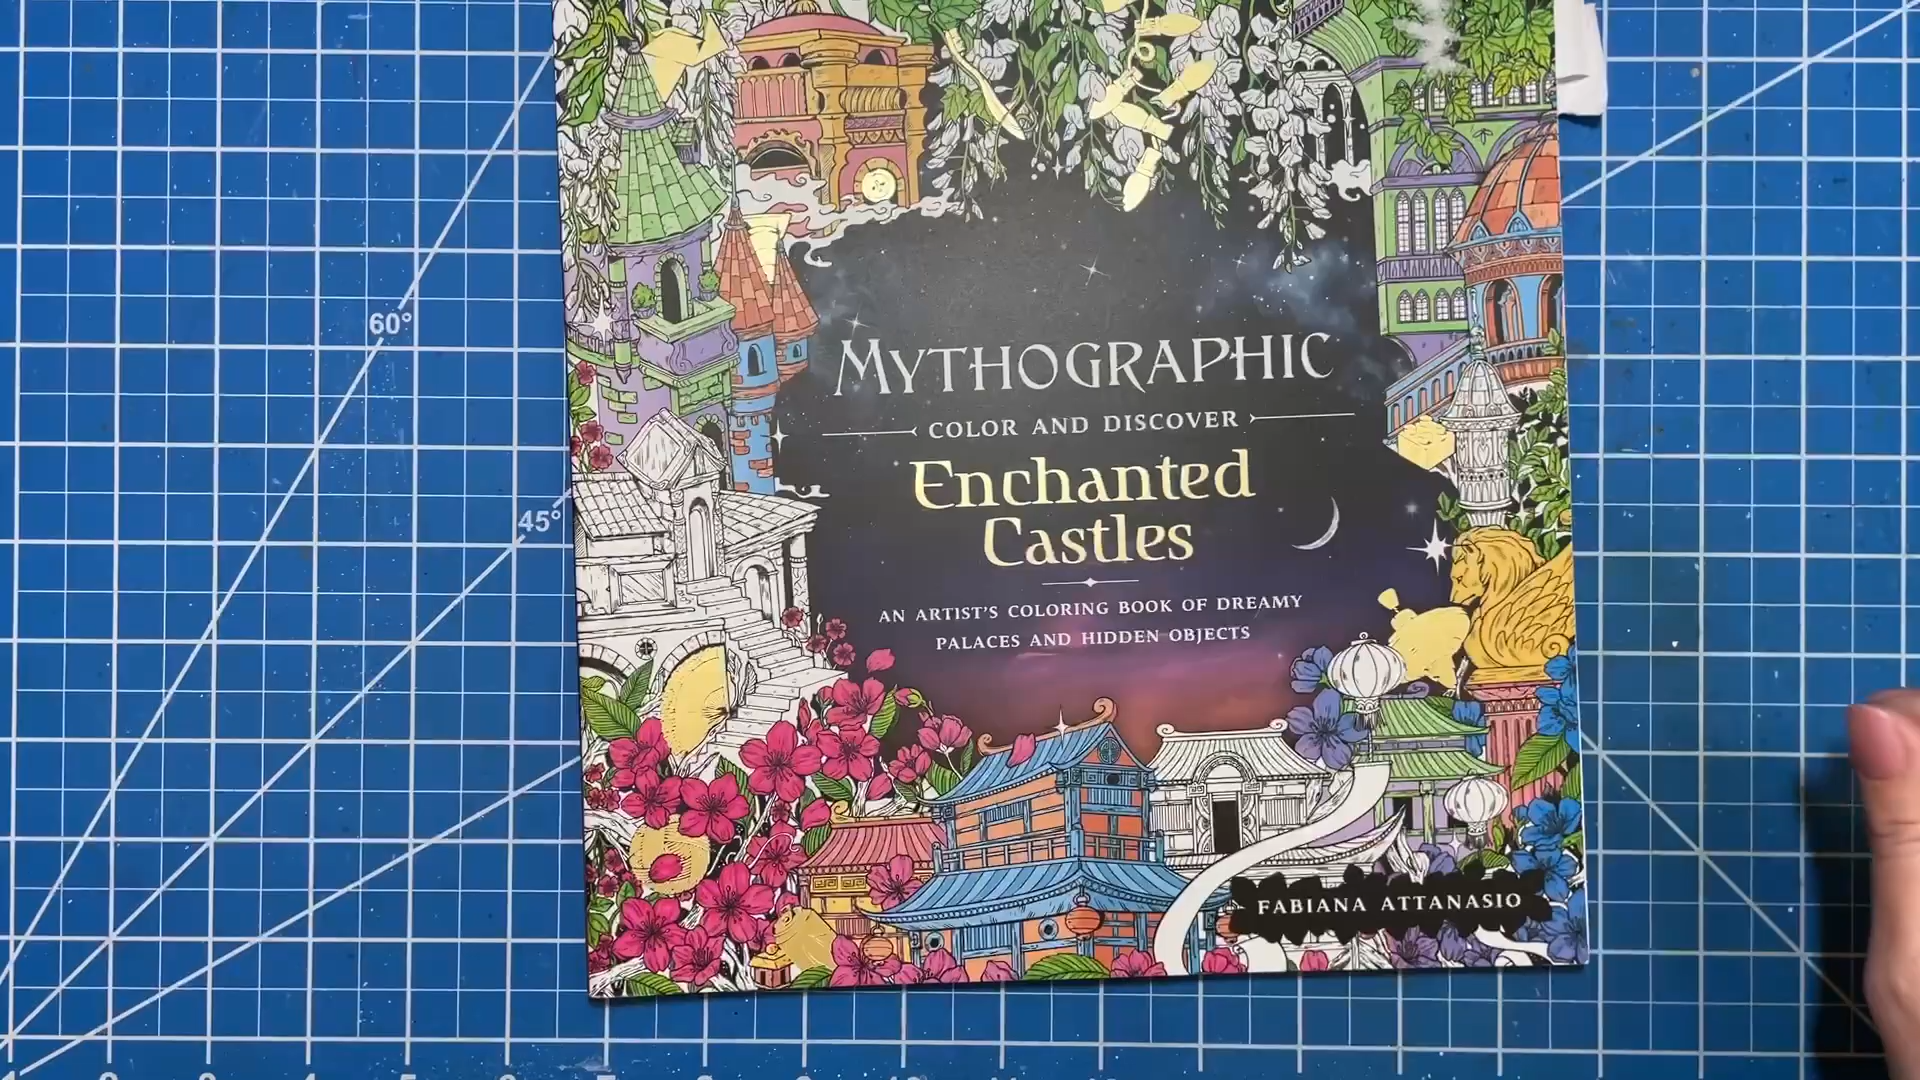 MYTHOGRAPHIC
COLOR AND DISCOVER
Enchanted
Castles
AN ARTIST'S COLORING BOOK OF DREAMY
PALACES AND HIDDEN OBJECTS
FABIANA ATTANASIO
60°
45°